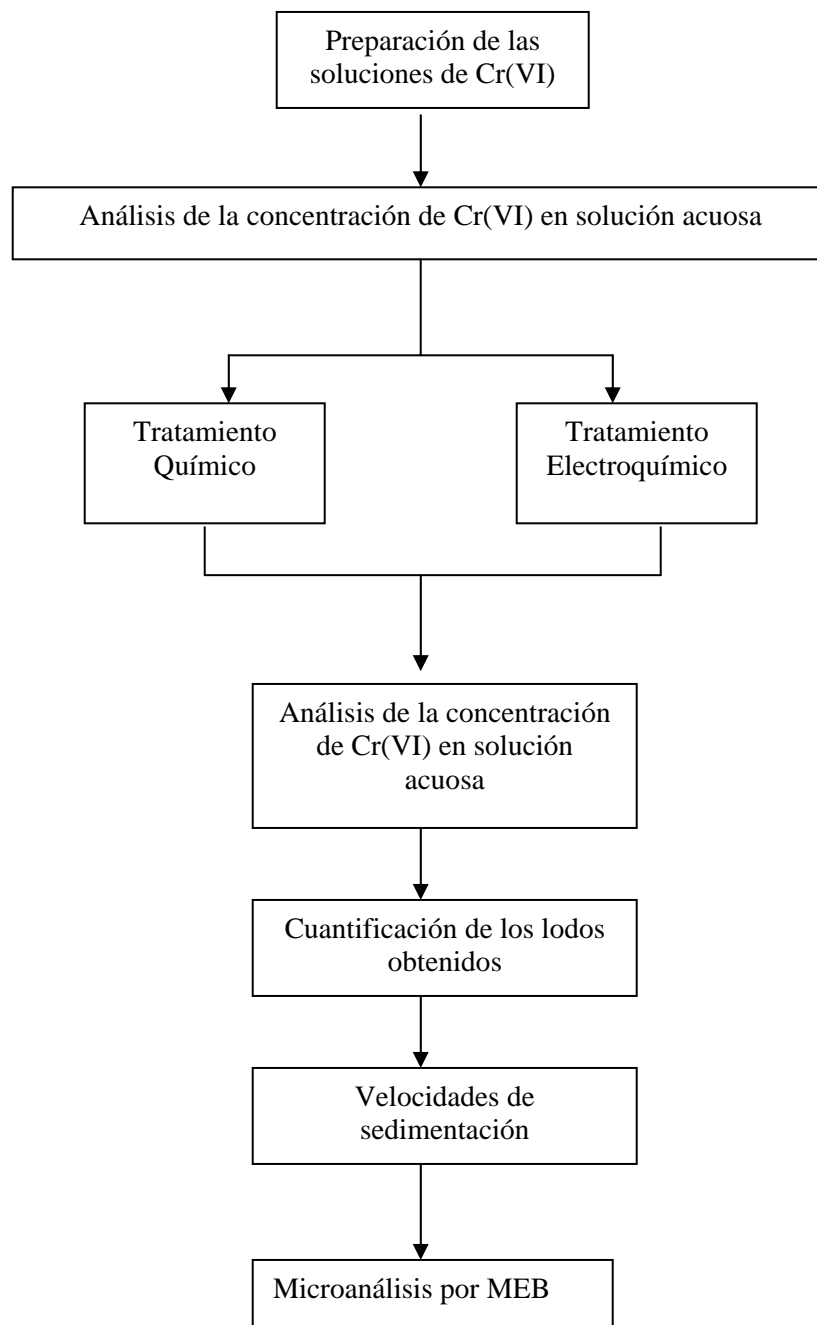 Preparación de las
soluciones de Cr(VI)
Análisis de la concentración de Cr(VI) en solución acuosa
Tratamiento
Químico
Tratamiento
Electroquímico
Análisis de la concentración
de Cr(VI) en solución
acuosa
Cuantificación de los lodos
obtenidos
Velocidades de
sedimentación
Microanálisis por MEB